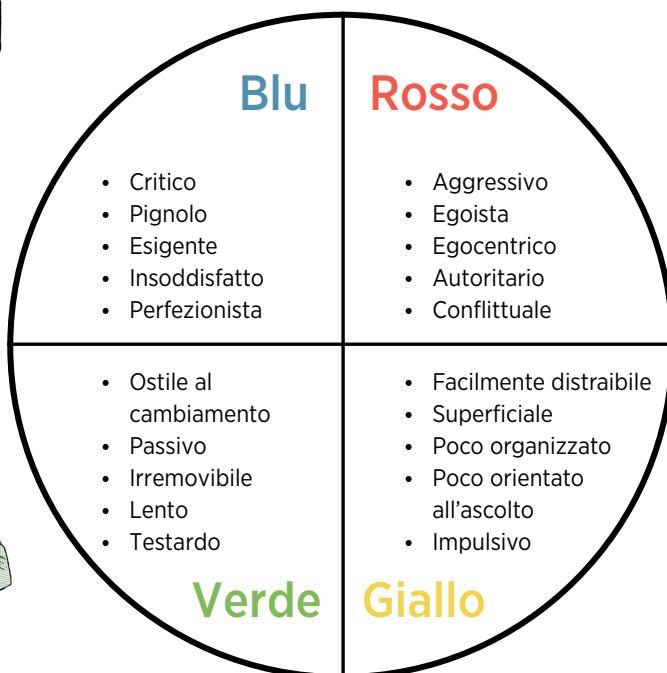 Blu
• Critico
• Pignolo
• Esigente
• Insoddisfatto
• Perfezionista
Rosso
• Aggressivo
• Egoista
• Egocentrico
• Autoritario
• Conflittuale
• Ostile al
cambiamento
• Passivo
• Irremovibile
• Lento
• Testardo
Verde
• Facilmente distraibile
• Superficiale
• Poco organizzato
• Poco orientato
all'ascolto
• Impulsivo
Giallo